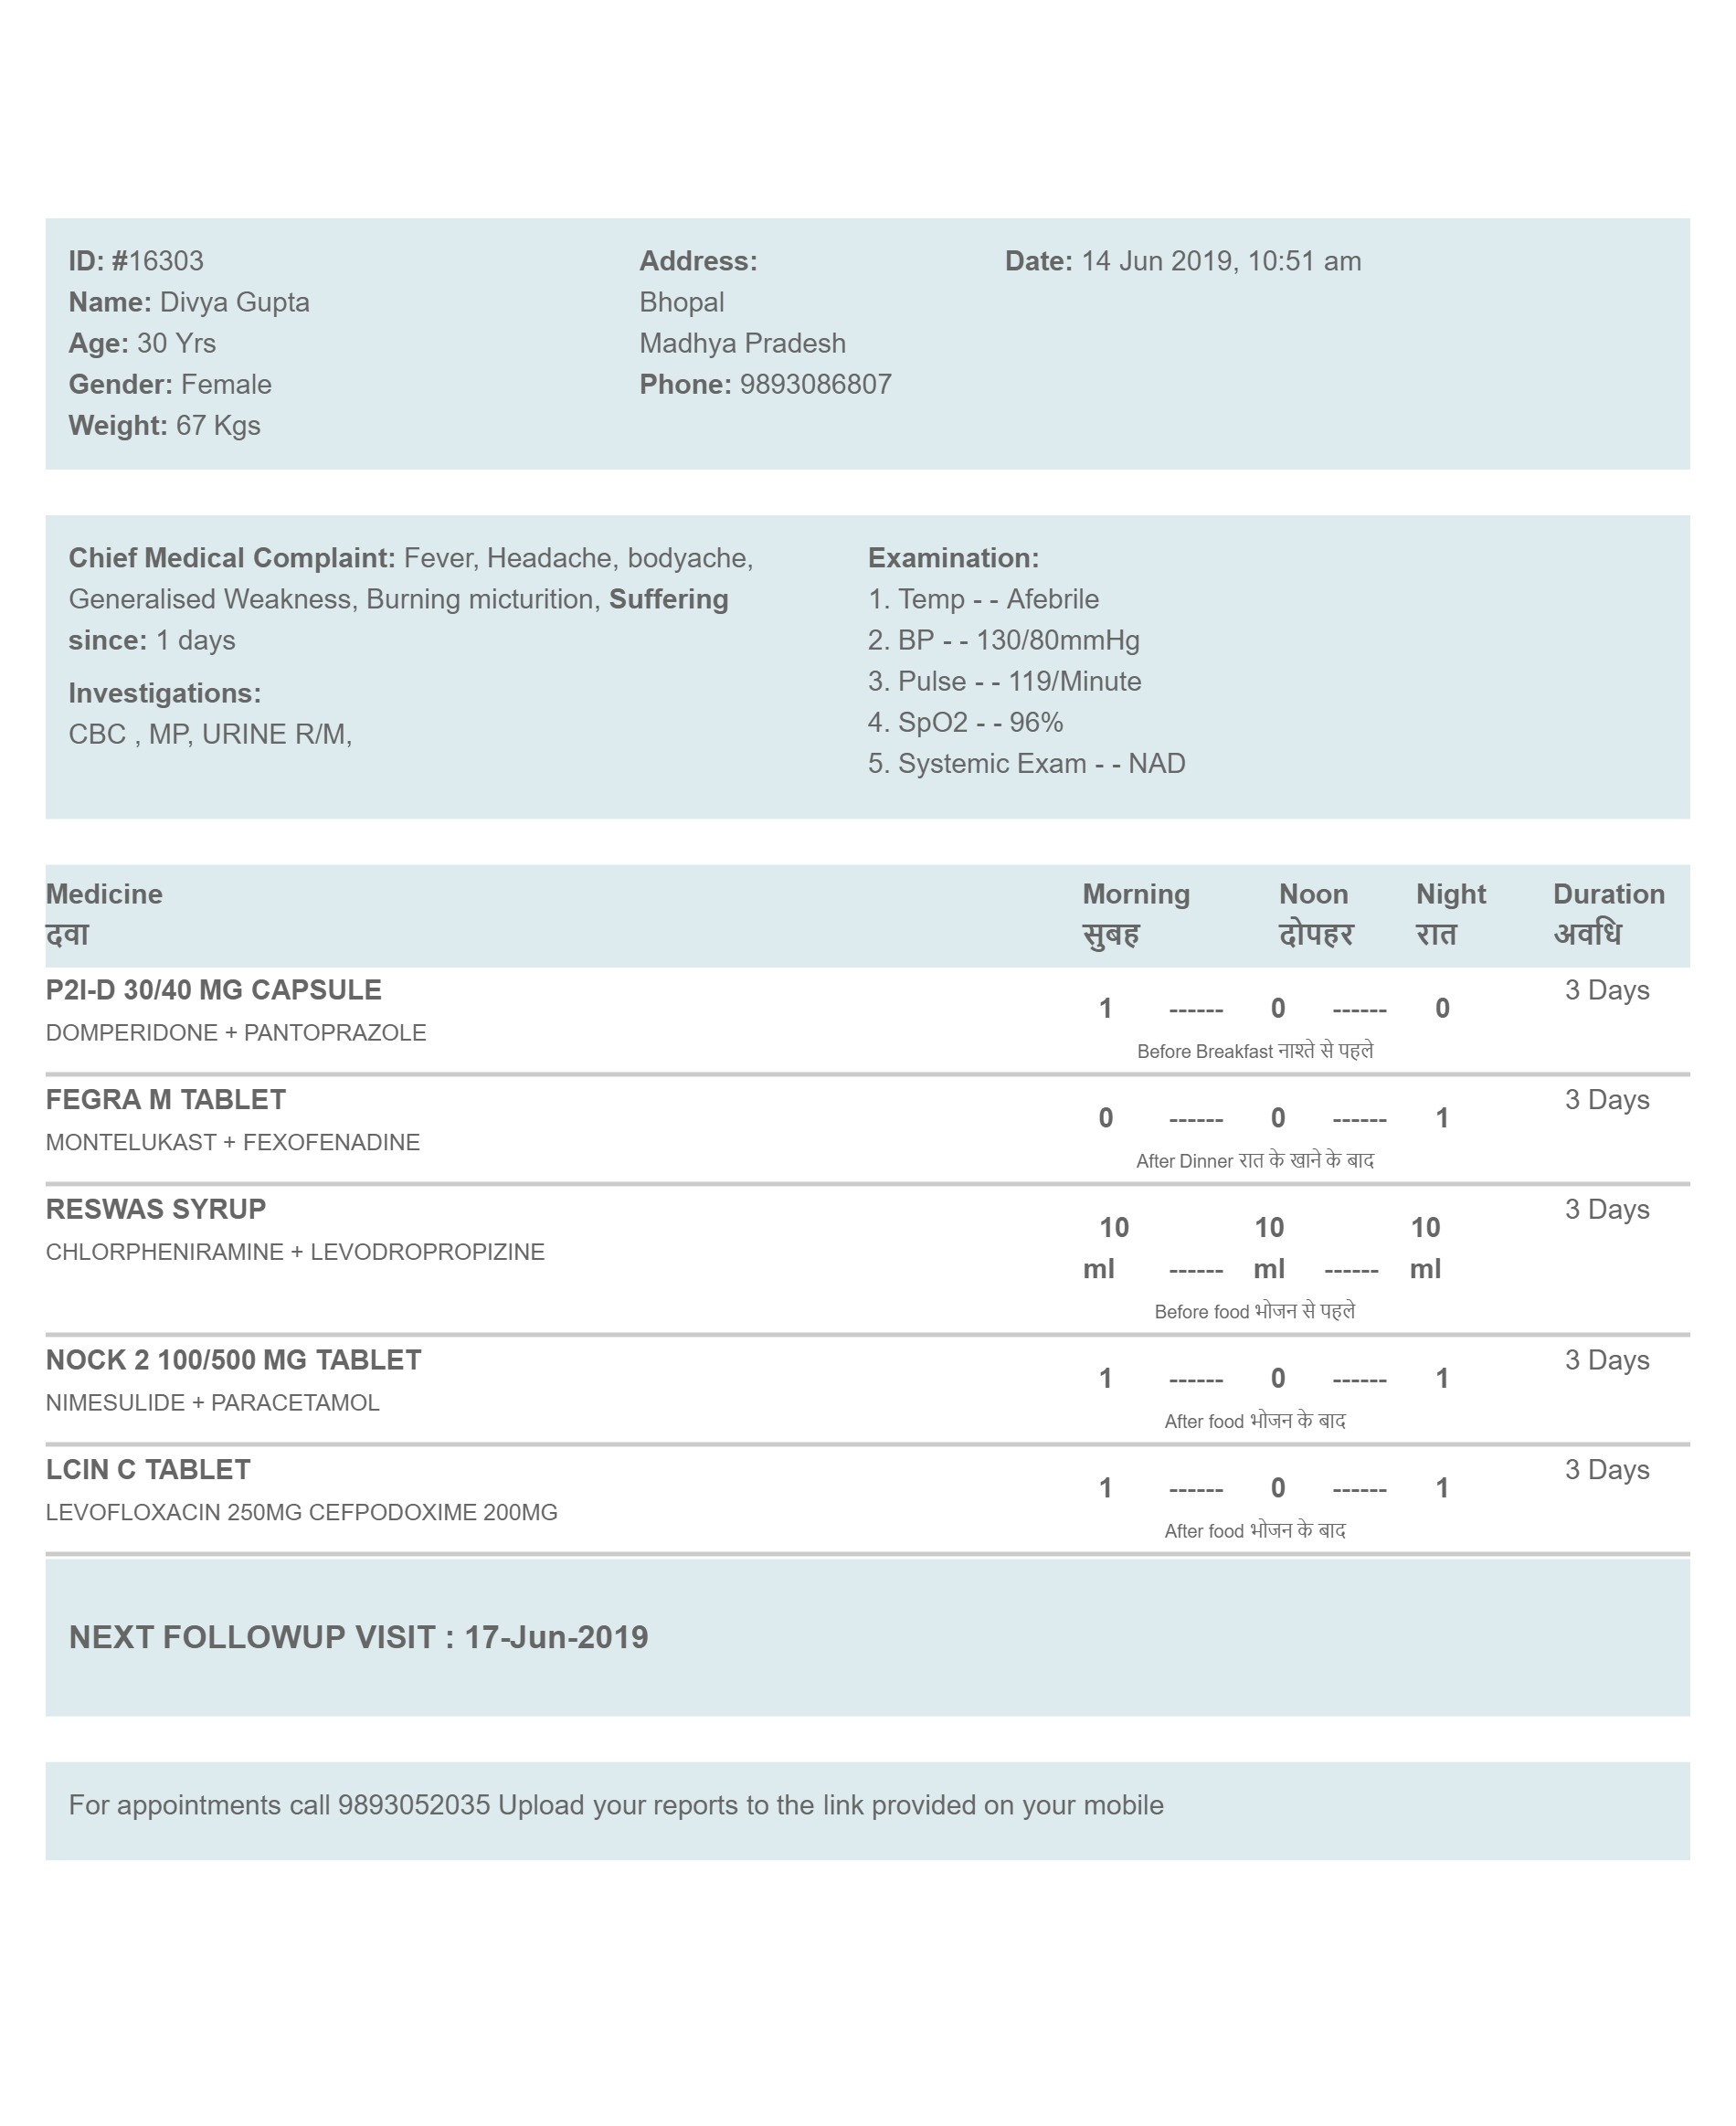 ID: #16303
Name: Divya Gupta
Age: 30 Yrs
Gender: Female
Weight: 67 Kgs
Address:
Bhopal
Madhya Pradesh
Phone: 9893086807
Date: 14 Jun 2019, 10:51 am
Chief Medical Complaint: Fever, Headache, bodyache,
Generalised Weakness, Burning micturition, Suffering
since: 1 days
Investigations:
CBC , MP, URINE R/M,
Examination:
1. Temp - - Afebrile
2. BP - - 130/80mmHg
3. Pulse - - 119/Minute
4. SpO2 - - 96%
5. Systemic Exam - - NAD
Medicine Morning Noon Night Duration
दवा सुबह दोपहर रात अवधि
P2I-D 30/40 MG CAPSULE 3 Days
1 ------ 0 ------ 0
DOMPERIDONE + PANTOPRAZOLE
Before Breakfast नाश्ते से पहले
FEGRA M TABLET 3 Days
0 ------ 0 ------ 1
MONTELUKAST + FEXOFENADINE
After Dinner रात के खाने के बाद
RESWAS SYRUP 3 Days
10 10 10
CHLORPHENIRAMINE + LEVODROPROPIZINE
ml ------ ml ------ ml
Before food भोजन से पहले
NOCK 2 100/500 MG TABLET 3 Days
1 ------ 0 ------ 1
NIMESULIDE + PARACETAMOL
After food भोजन के बाद
LCIN C TABLET 3 Days
1 ------ 0 ------ 1
LEVOFLOXACIN 250MG CEFPODOXIME 200MG
After food भोजन के बाद
NEXT FOLLOWUP VISIT : 17-Jun-2019
For appointments call 9893052035 Upload your reports to the link provided on your mobile